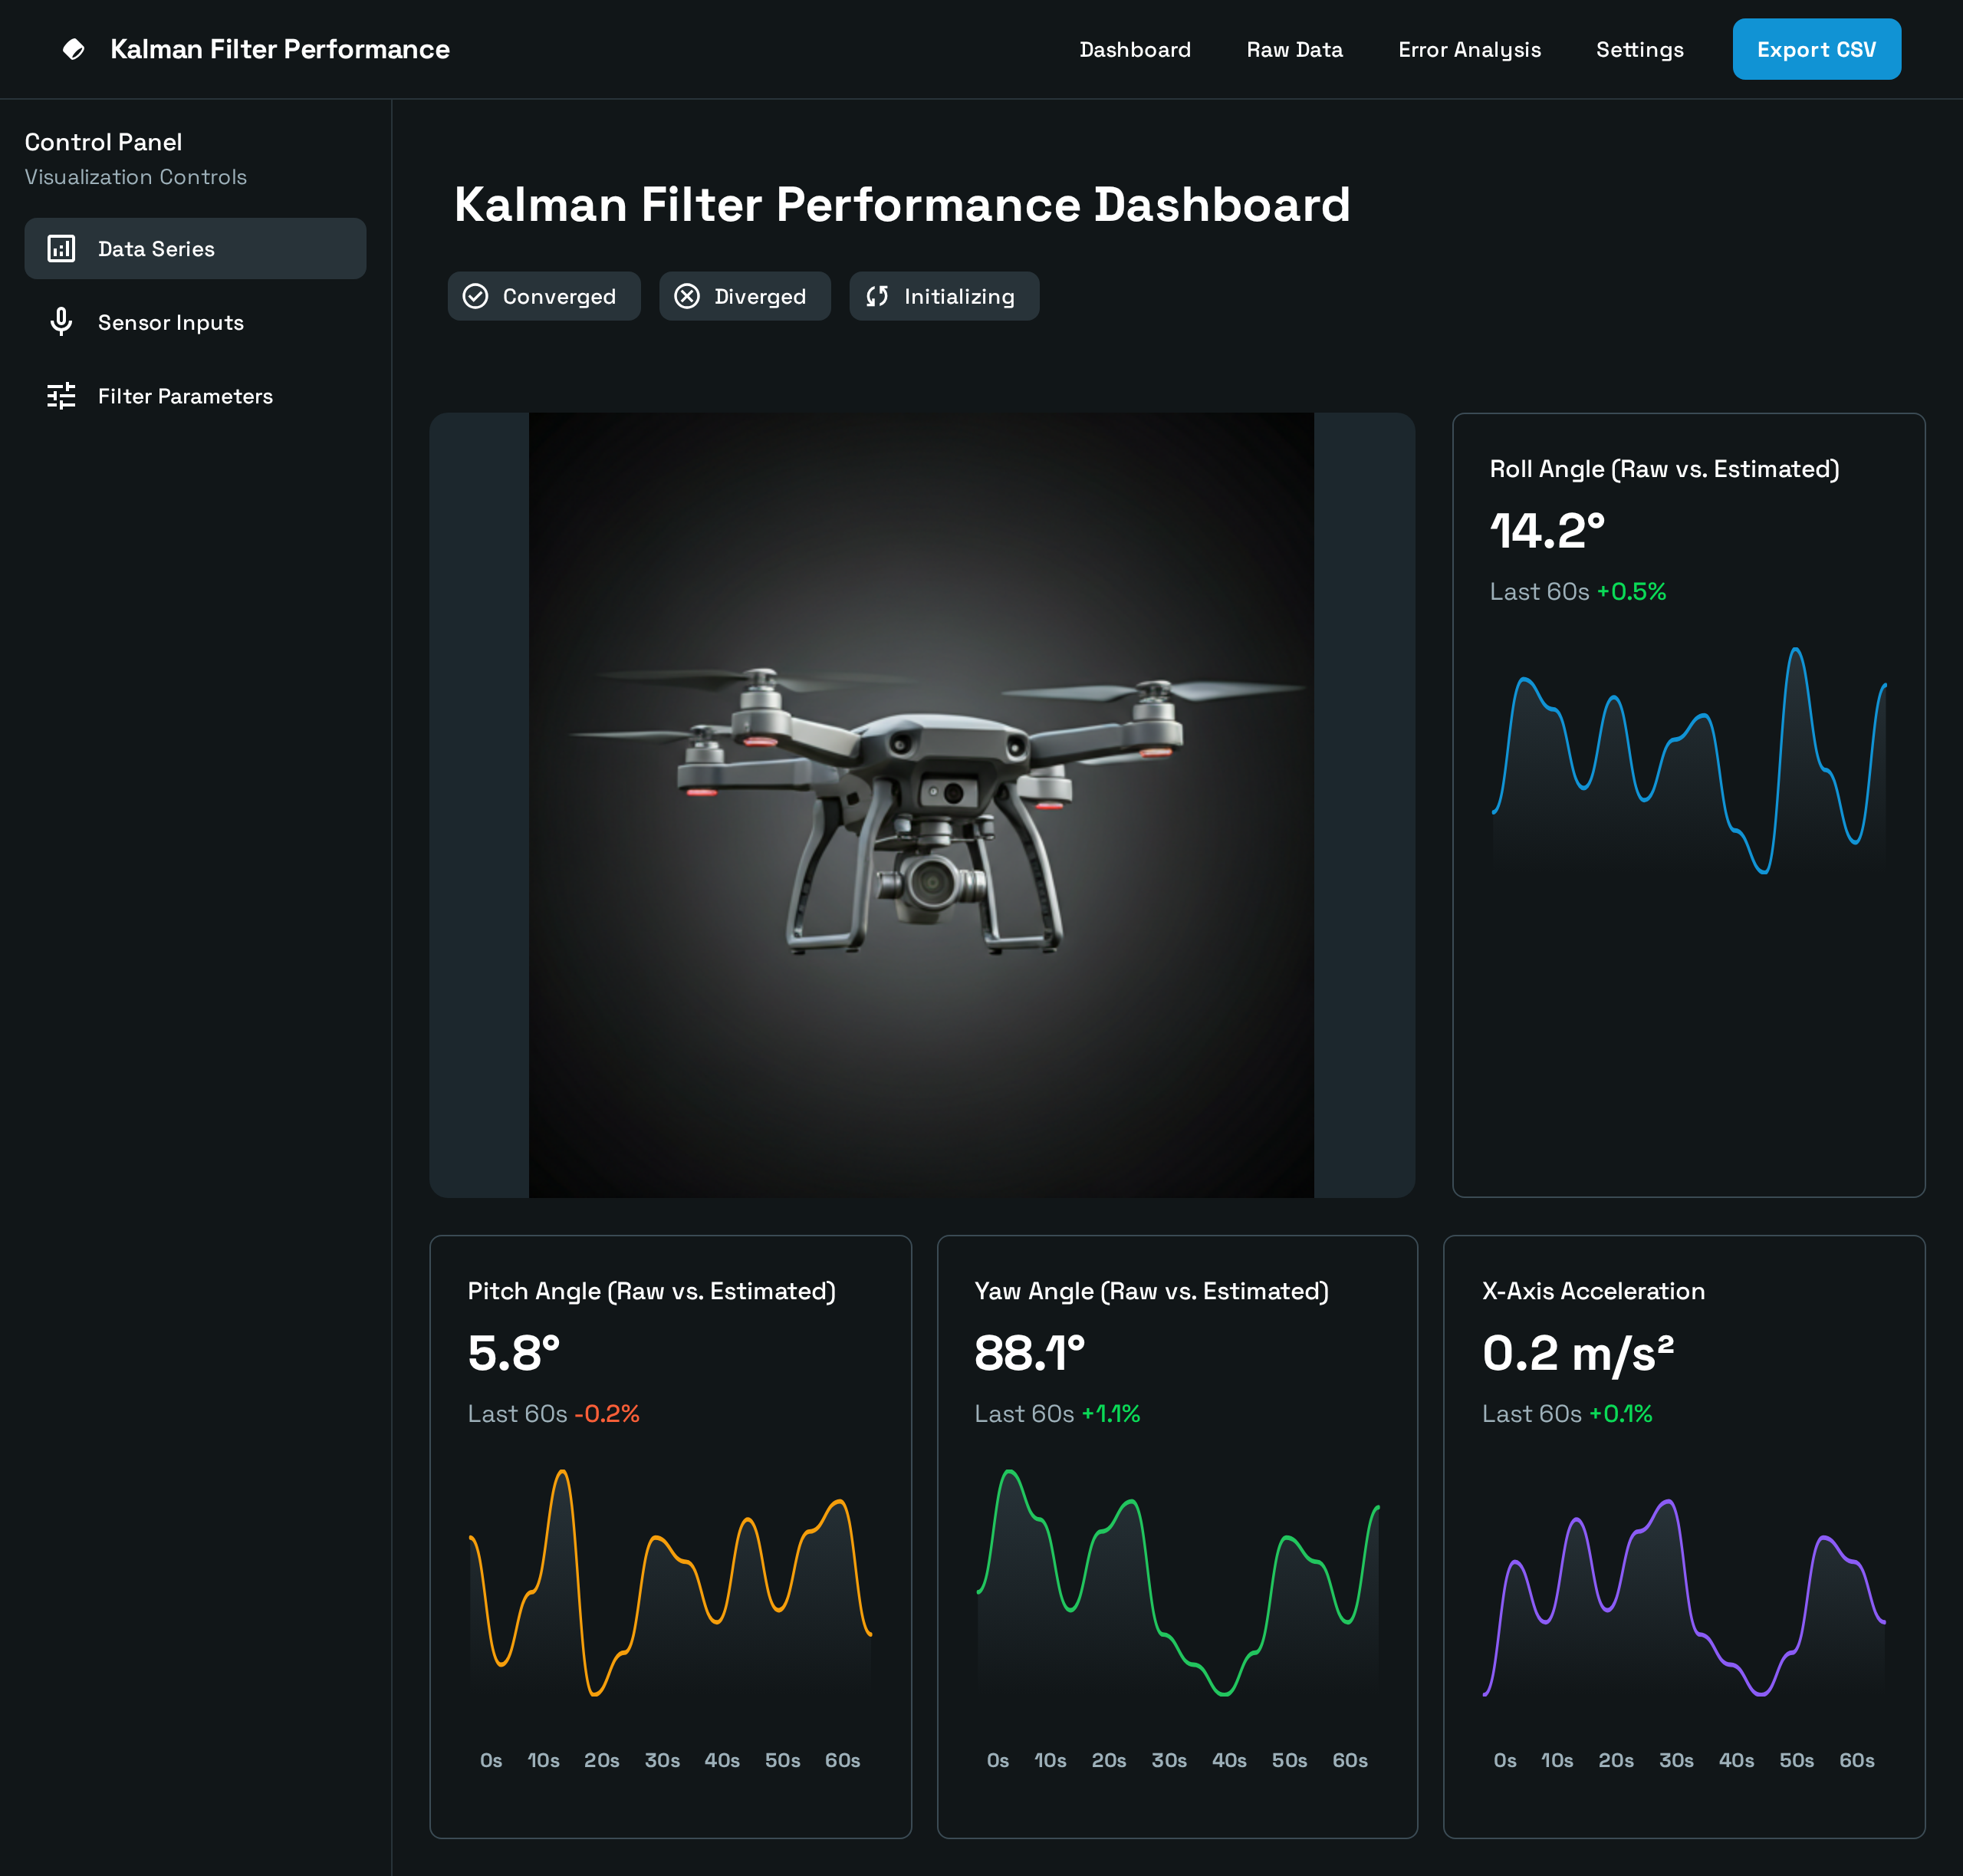 Kalman Filter Performance
Dashboard
Raw Data
Error Analysis
Settings
Export CSV
Control Panel
Visualization Controls
Data Series
Sensor Inputs
Filter Parameters
Kalman Filter Performance Dashboard
Converged
Diverged
Initializing
Roll Angle (Raw vs. Estimated)
14.2°
Last 60s +0.5%
Pitch Angle (Raw vs. Estimated)
5.8°
Last 60s -0.2%
0s 10s 20s 30s 40s 50s 60s
Yaw Angle (Raw vs. Estimated)
88.1°
Last 60s +1.1%
0s 10s 20s 30s 40s 50s 60s
X-Axis Acceleration
0.2 m/s²
Last 60s +0.1%
0s 10s 20s 30s 40s 50s 60s